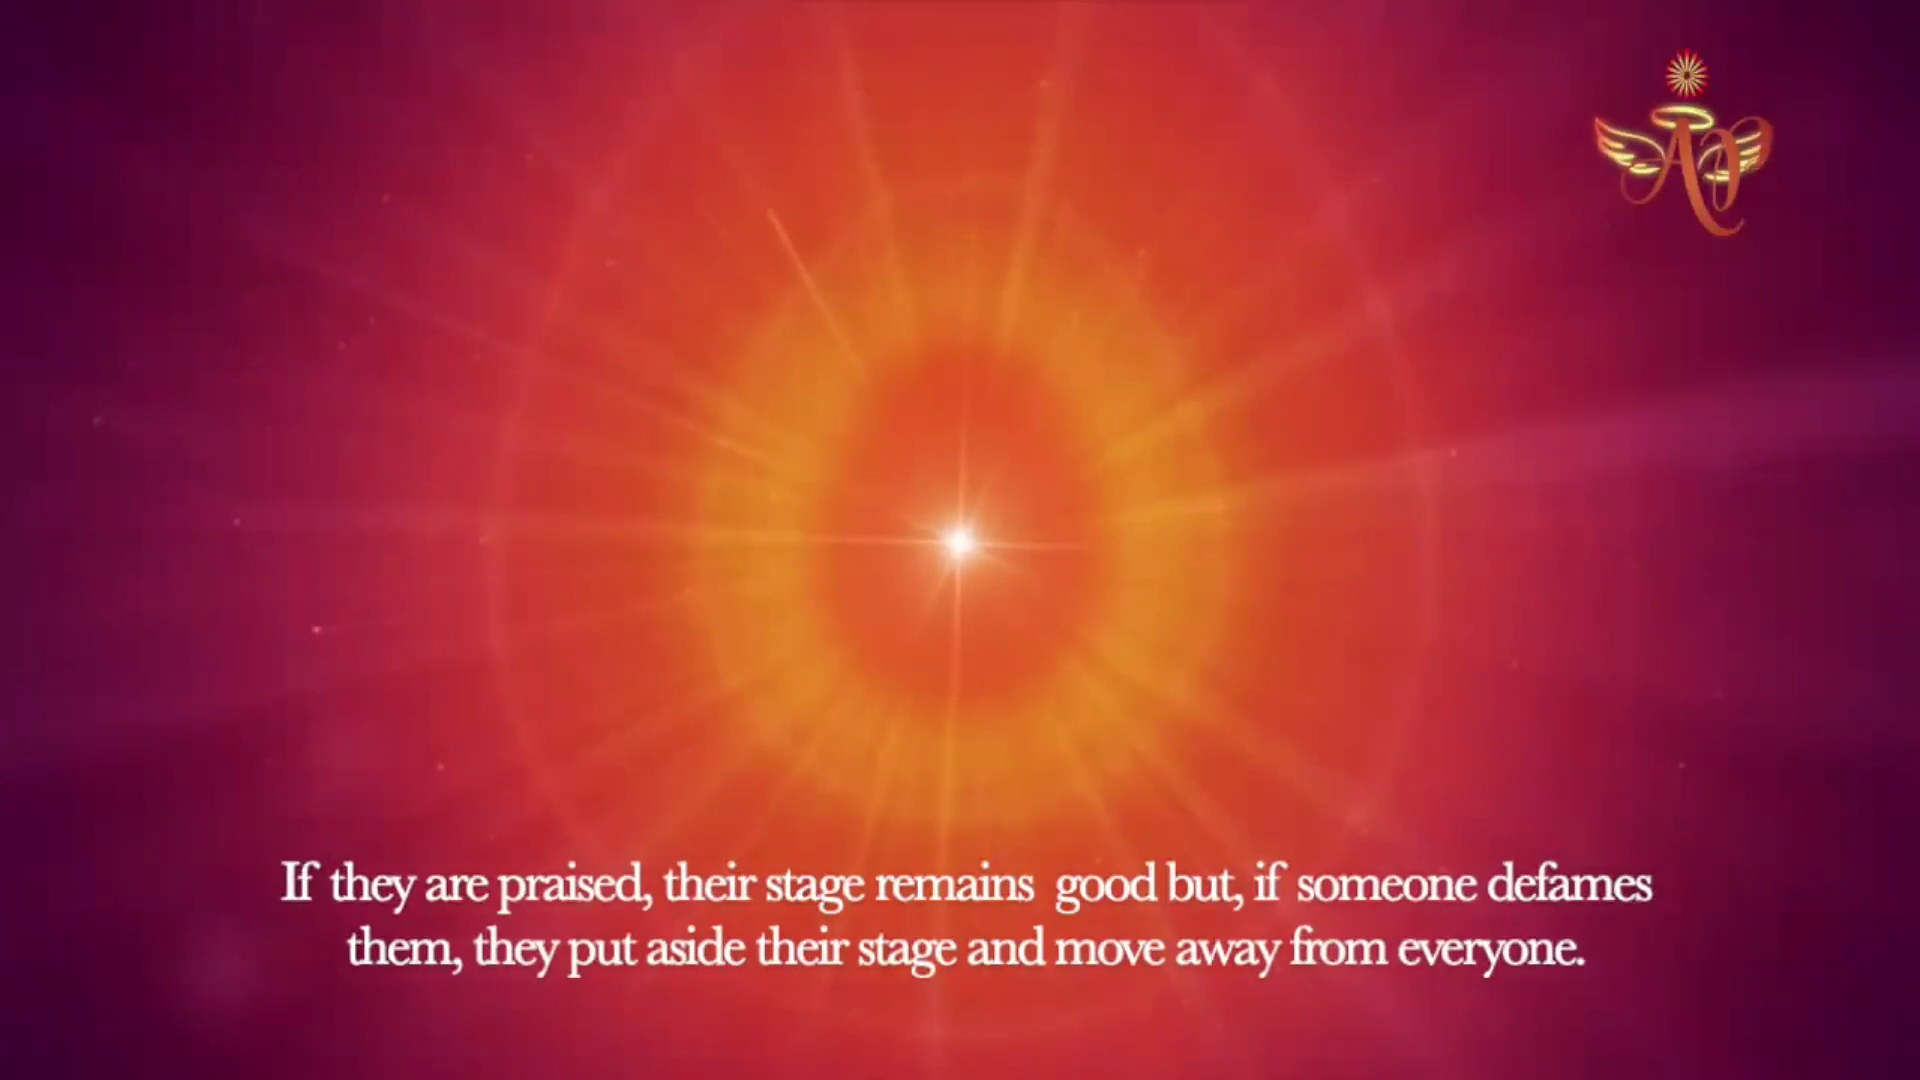 If they are praised, their stage remains  good but, if someone defames
them, they put aside their stage and move away from everyone.